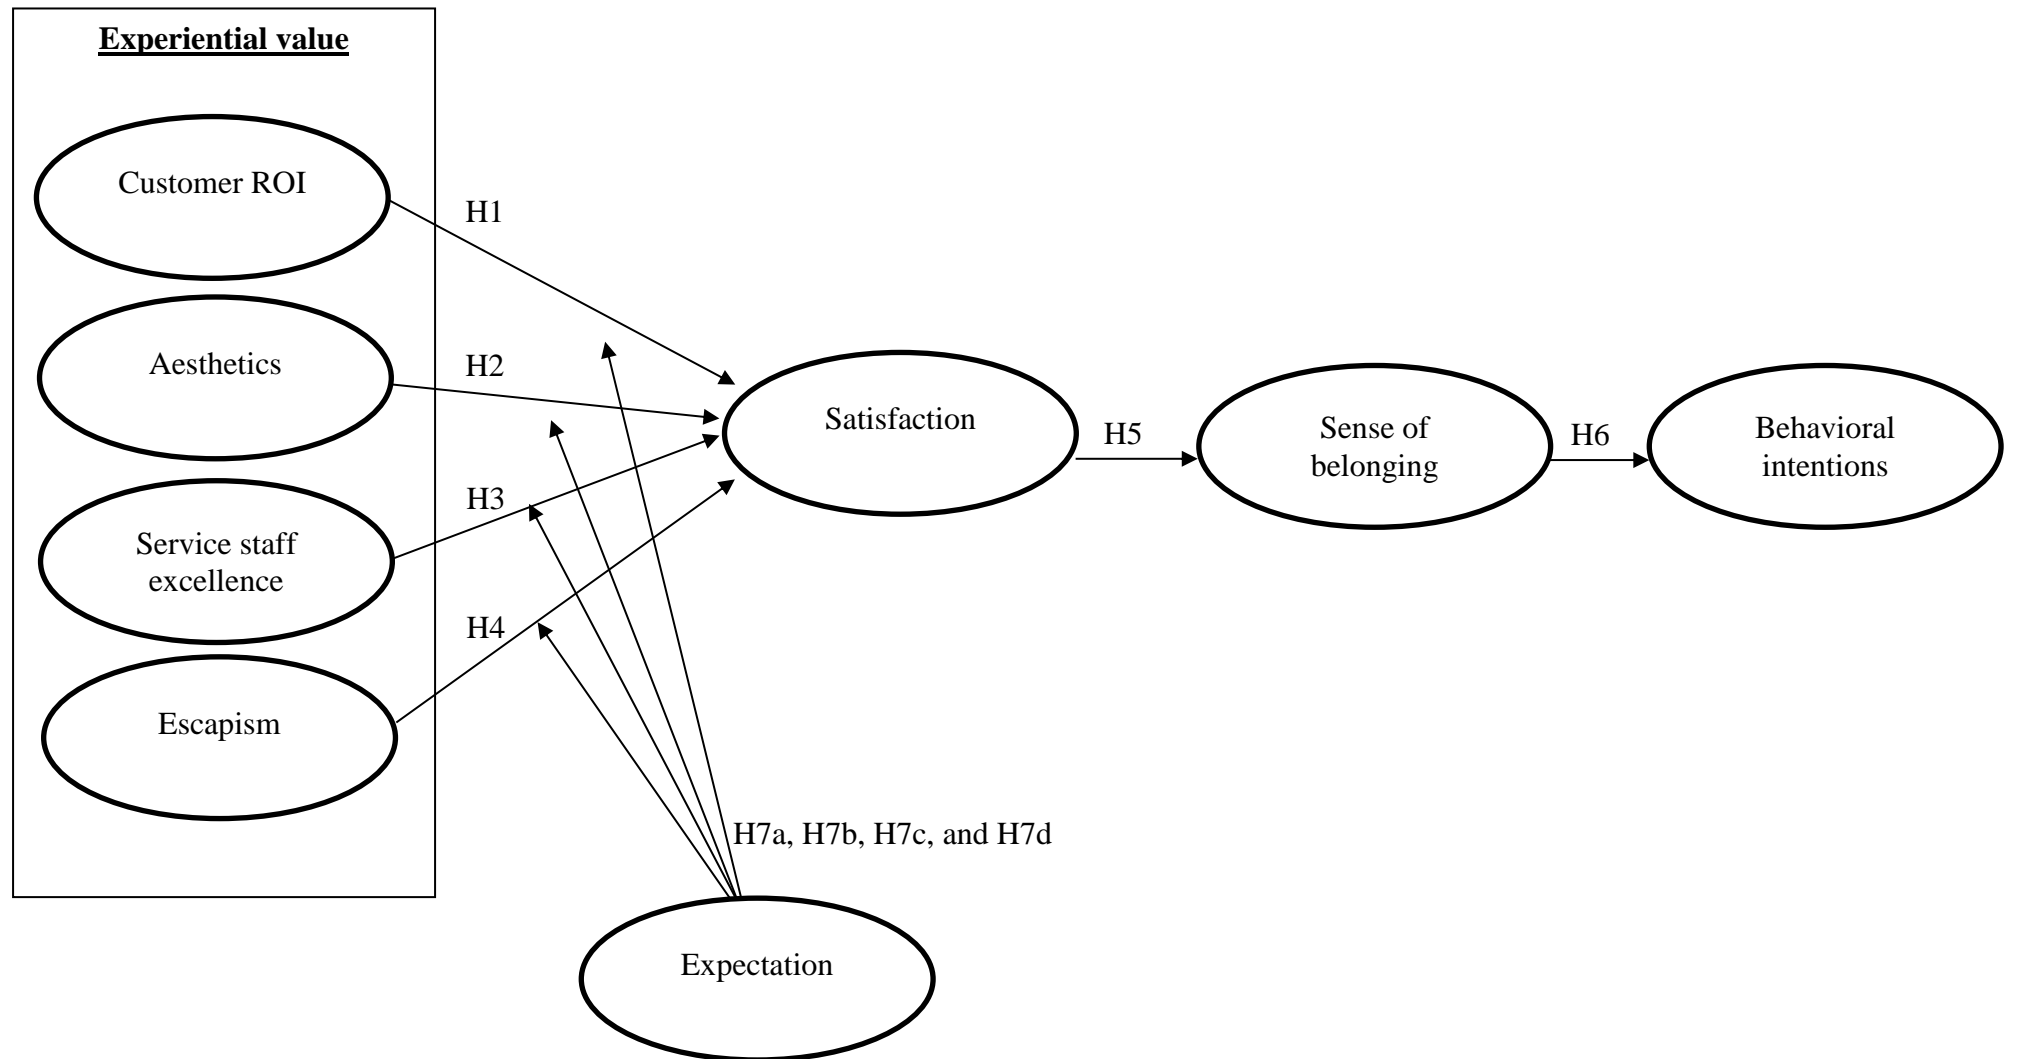 Experiential value
Customer ROI
H1
Aesthetics
H2
Satisfaction
H5
Sense of
belonging
H6
Behavioral
intentions
H3
Service staff
excellence
H4
Escapism
H7a, H7b, H7c, and H7d
Expectation